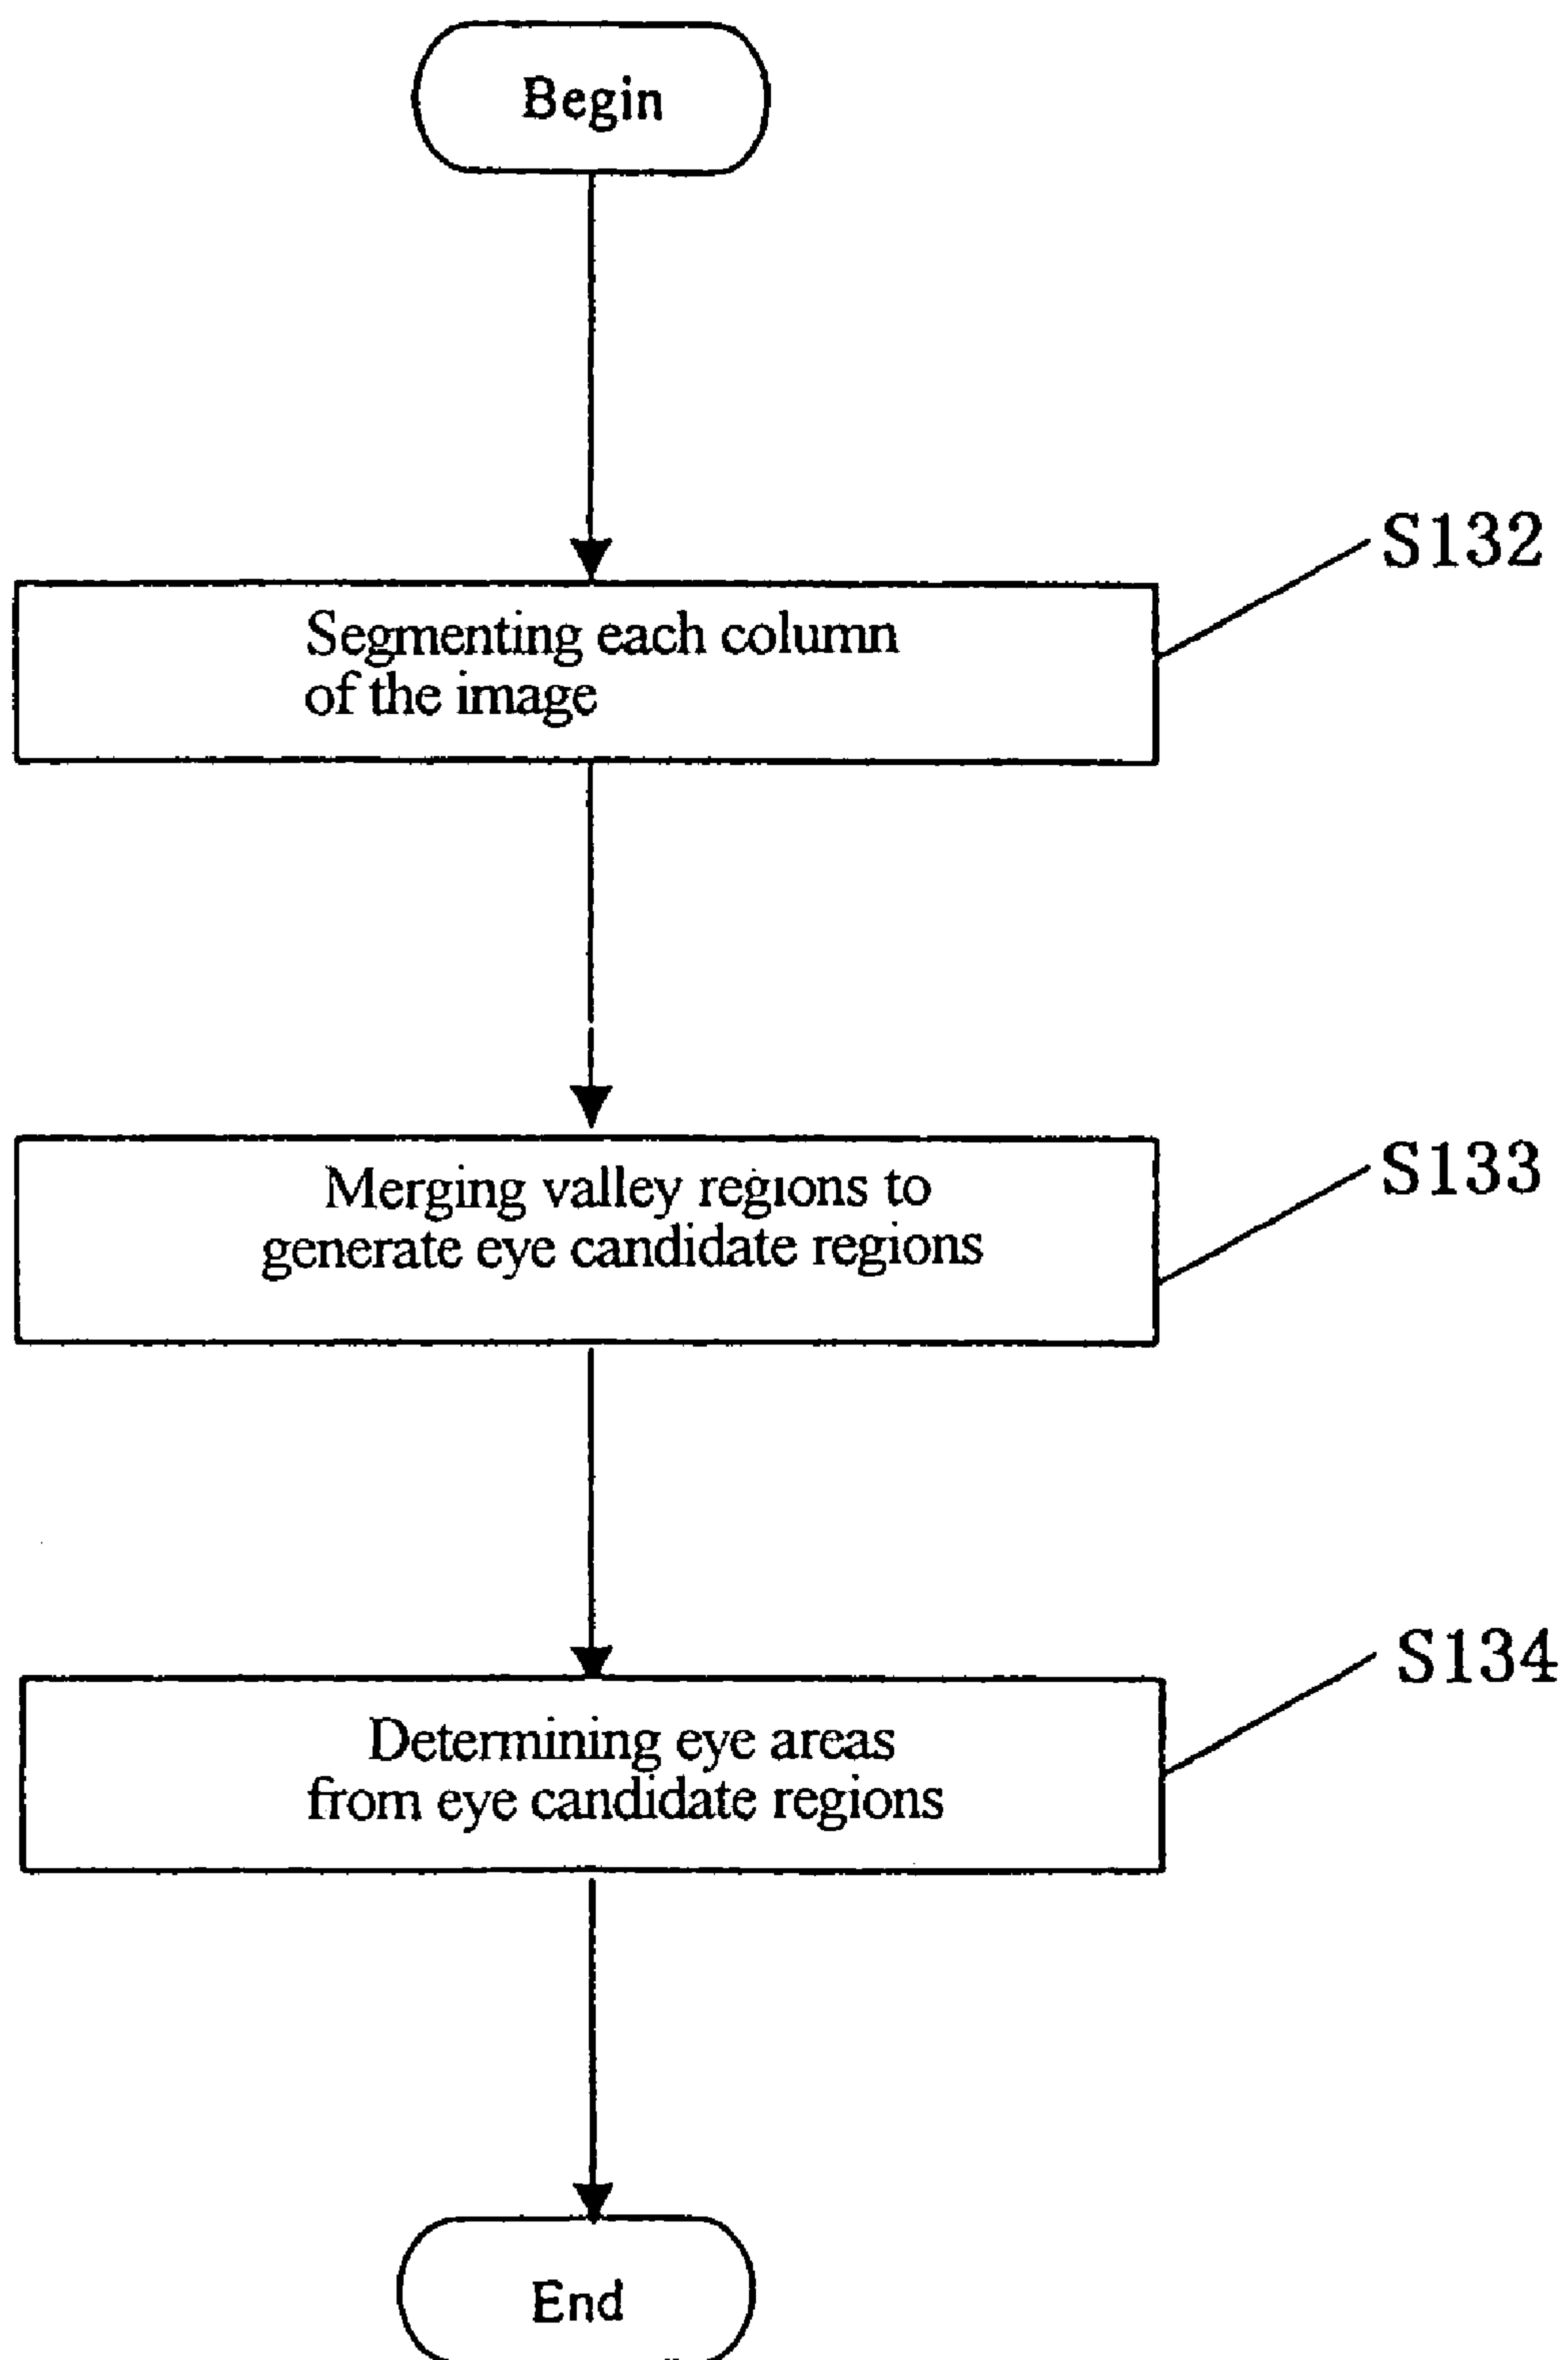 Begin
S132
Segmenting each column
of the image
S133
Merging valley regions to
generate eye candidate regions
S134
Determining eye areas
from eye candidate regions
End